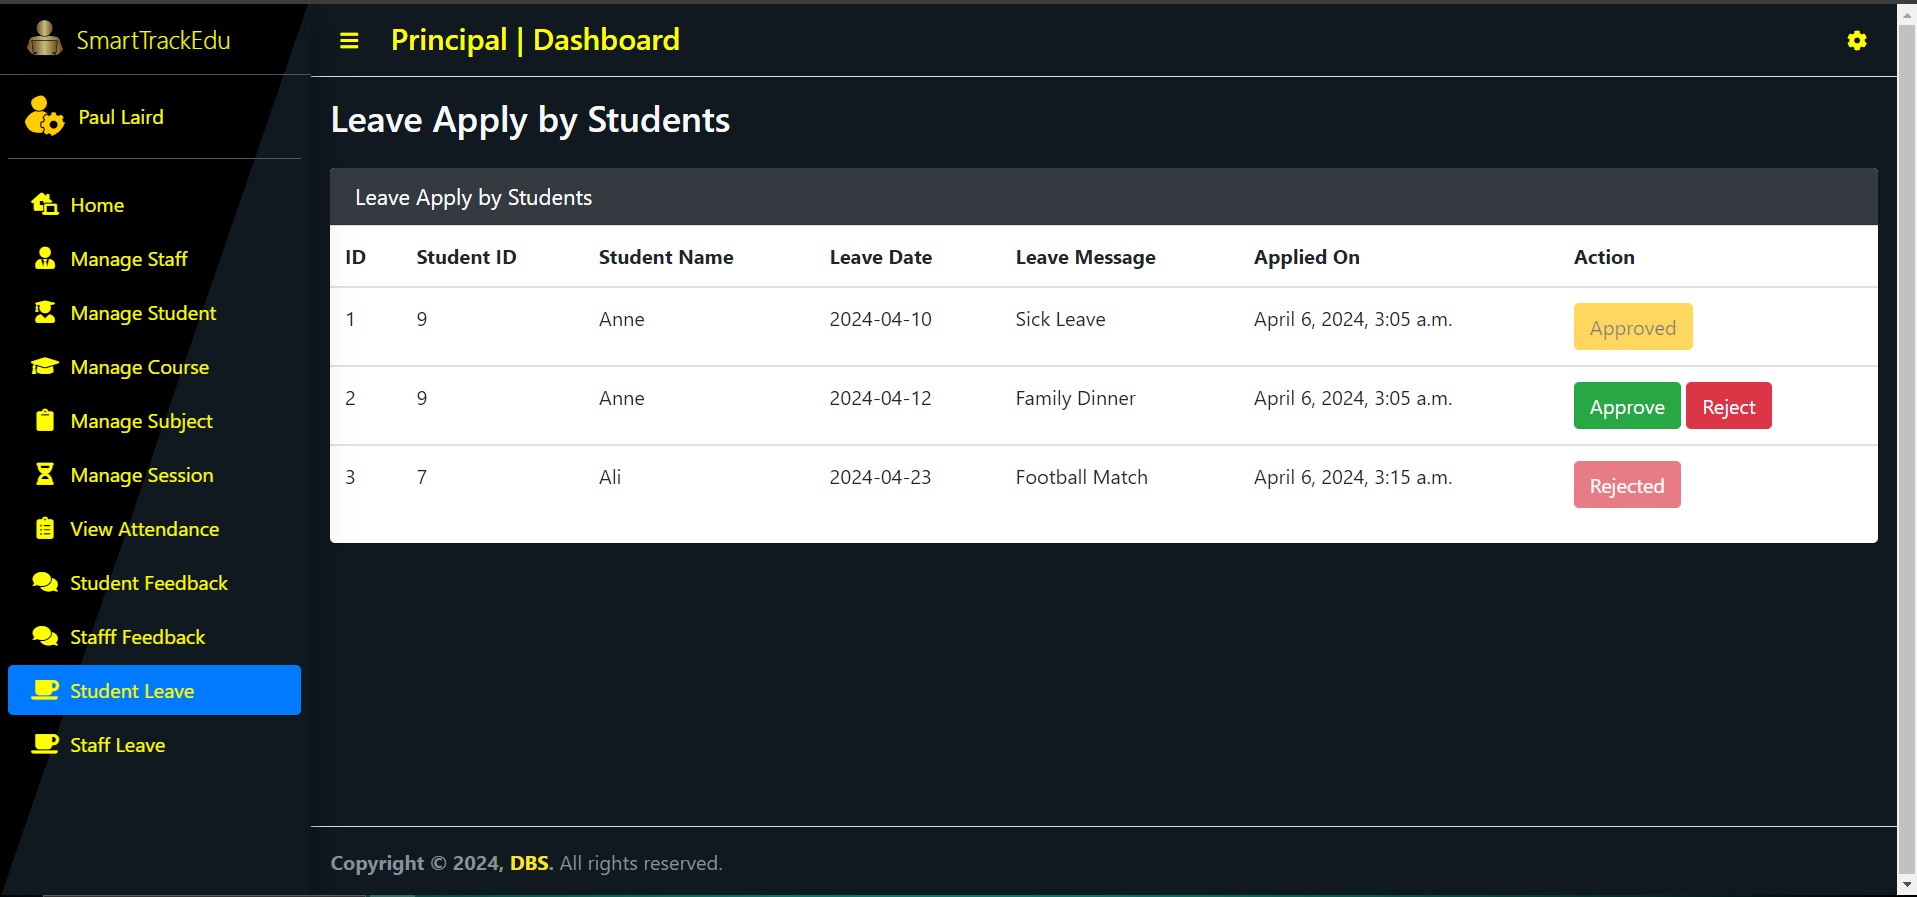 SmartTrackEdu
Principal | Dashboard
Paul Laird
Home
Manage Staff
Manage Student
Manage Course
Manage Subject
Manage Session
View Attendance
Student Feedback
Stafff Feedback
Student Leave
Staff Leave
Leave Apply by Students
Leave Apply by Students
ID Student ID Student Name Leave Date Leave Message Applied On Action
1 9 Anne 2024-04-10 Sick Leave April 6, 2024, 3:05 a.m. Approved
2 9 Anne 2024-04-12 Family Dinner April 6, 2024, 3:05 a.m. Approve Reject
3 7 Ali 2024-04-23 Football Match April 6, 2024, 3:15 a.m. Rejected
Copyright © 2024, DBS. All rights reserved.